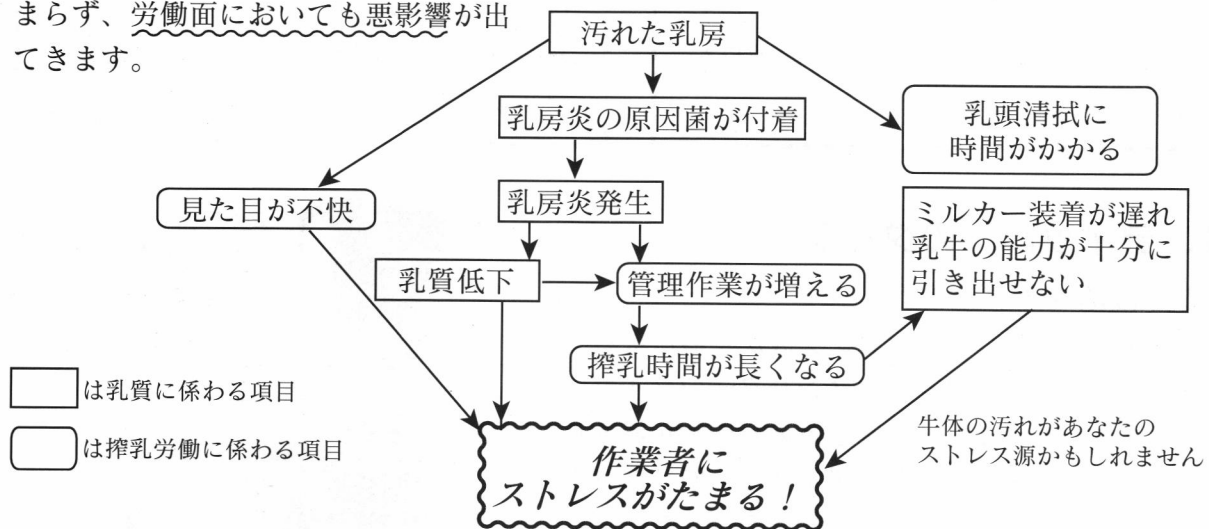 まらず、労働面においても悪影響が出
てきます。
汚れた乳房
乳房炎の原因菌が付着
乳頭清拭に
時間がかかる
見た目が不快
乳房炎発生
ミルカー装着が遅れ
乳牛の能力が十分に
引き出せない
乳質低下
管理作業が増える
搾乳時間が長くなる
は乳質に係わる項目
は搾乳労働に係わる項目
作業者に
ストレスがたまる！
牛体の汚れがあなたの
ストレス源かもしれません